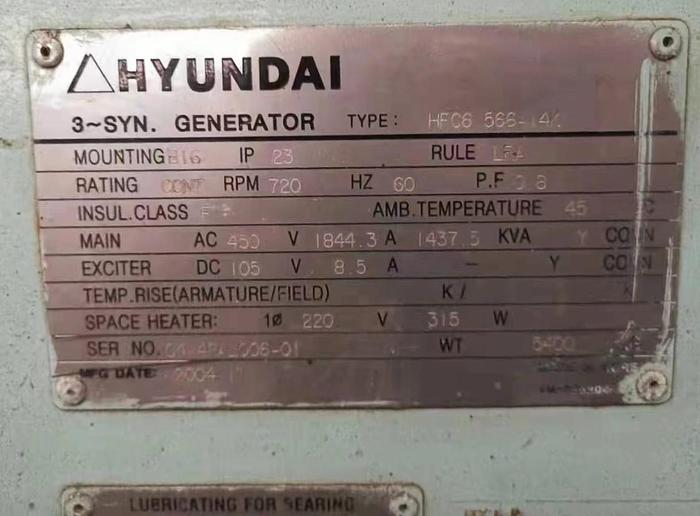 HYUNDAI
3~SYN. GENERATOR TYPE: HFC6 566-14K
MOUNTING B16 IP 23 RULE
RATING CONT RPM 720 HZ 60 P.F 0.8
INSUL.CLASS AMB.TEMPERATURE 45 C
MAIN AC 450 V 1844.3 A 1437.5 KVA Y CONN
EXCITER DC 105 V 8.5 A - Y CONN
TEMP.RISE(ARMATURE/FIELD) K / K
SPACE HEATER: 1Ø 220 V 315 W
SER NO. WT 5400
MFG DATE: 2004
LUBRICATING FOR BEARING